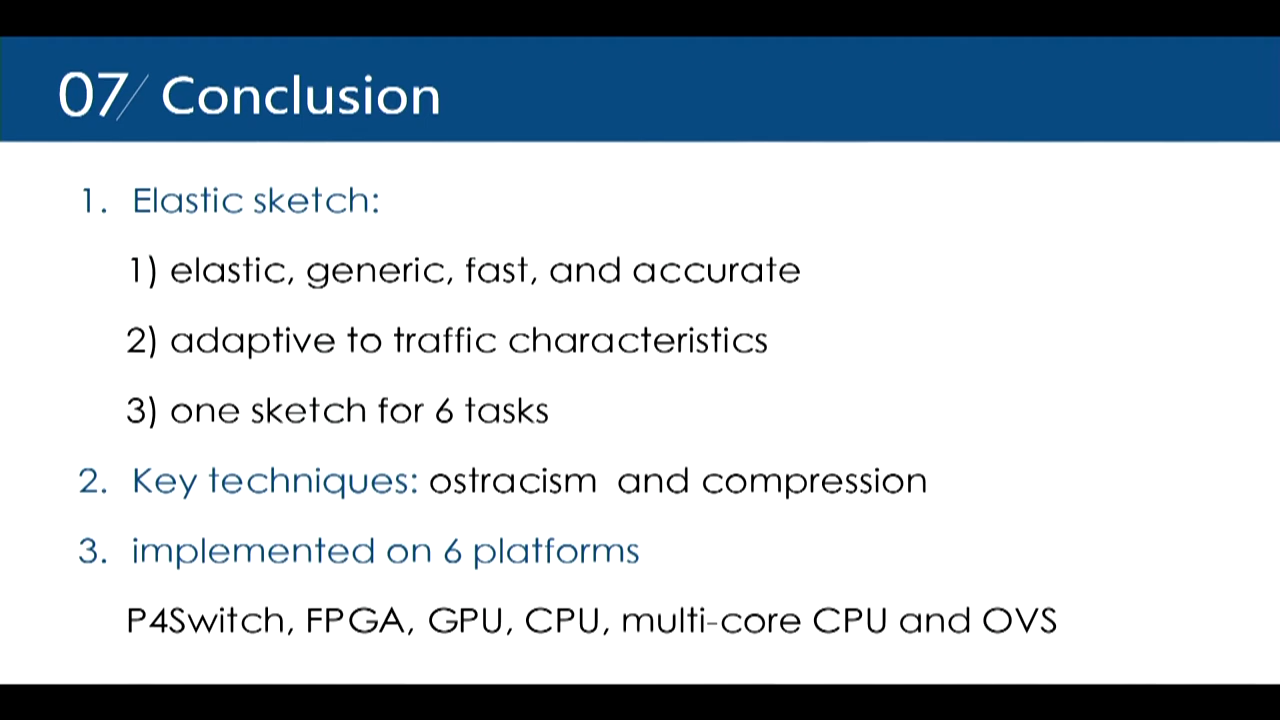 07/ Conclusion
1. Elastic sketch:
1) elastic, generic, fast, and accurate
2) adaptive to traffic characteristics
3) one sketch for 6 tasks
2. Key techniques: ostracism and compression
3. implemented on 6 platforms
P4Switch, FPGA, GPU, CPU, multi-core CPU and OVS